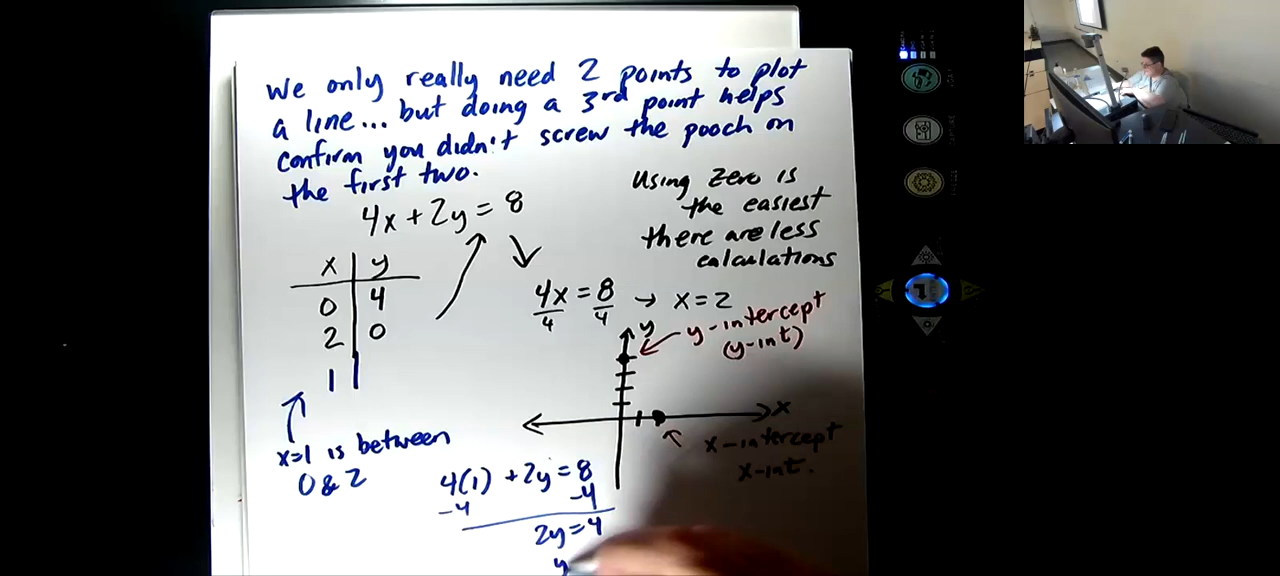 We only really need 2 points to plot
a line... but doing a 3rd point helps
confirm you didn't screw the pooch on
the first two.
Using zero is
the easiest
there are less
calculations
4x + 2y = 8
x y
0 4
2 0
1
4x = 8 → x = 2
4 4
y
y-intercept
(y-int)
x
x-intercept
x-int.
x=1 is between
0 & 2
4(1) + 2y = 8
-4 -4
2y = 4
y